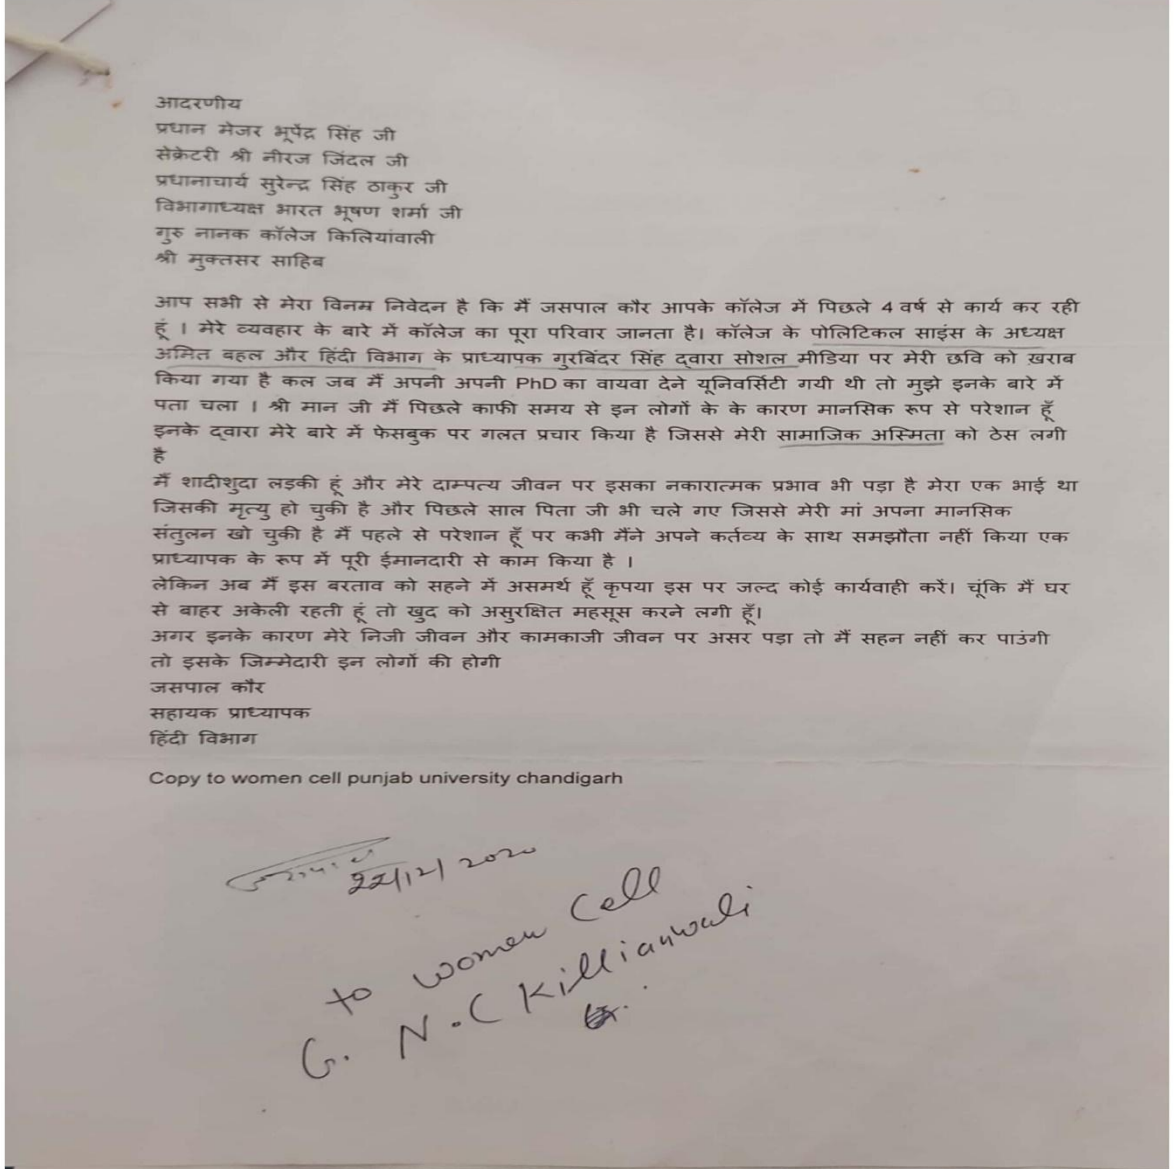 आदरणीय
प्रधान मेजर भूपेंद्र सिंह जी
सेक्रेटरी श्री नीरज जिंदल जी
प्रधानाचार्य सुरेन्द्र सिंह ठाकुर जी
विभागाध्यक्ष भारत भूषण शर्मा जी
गुरु नानक कॉलेज किलियांवाली
श्री मुक्तसर साहिब
आप सभी से मेरा विनम्र निवेदन है कि मैं जसपाल कौर आपके कॉलेज में पिछले 4 वर्ष से कार्य कर रही
हूं । मेरे व्यवहार के बारे में कॉलेज का पूरा परिवार जानता है। कॉलेज के पोलिटिकल साइंस के अध्यक्ष
अमित बहल और हिंदी विभाग के प्राध्यापक गुरबिंदर सिंह द्वारा सोशल मीडिया पर मेरी छवि को ख़राब
किया गया है कल जब मैं अपनी अपनी PhD का वायवा देने यूनिवर्सिटी गयी थी तो मुझे इनके बारे में
पता चला । श्री मान जी मैं पिछले काफी समय से इन लोगों के के कारण मानसिक रूप से परेशान हूँ
इनके द्वारा मेरे बारे में फेसबुक पर गलत प्रचार किया है जिससे मेरी सामाजिक अस्मिता को ठेस लगी
है
मैं शादीशुदा लड़की हूं और मेरे दाम्पत्य जीवन पर इसका नकारात्मक प्रभाव भी पड़ा है मेरा एक भाई था
जिसकी मृत्यु हो चुकी है और पिछले साल पिता जी भी चले गए जिससे मेरी मां अपना मानसिक
संतुलन खो चुकी है मैं पहले से परेशान हूँ पर कभी मैंने अपने कर्तव्य के साथ समझौता नहीं किया एक
प्राध्यापक के रूप में पूरी ईमानदारी से काम किया है ।
लेकिन अब मैं इस बरताव को सहने में असमर्थ हूँ कृपया इस पर जल्द कोई कार्यवाही करें। चूंकि मैं घर
से बाहर अकेली रहती हूं तो खुद को असुरक्षित महसूस करने लगी हूँ।
अगर इनके कारण मेरे निजी जीवन और कामकाजी जीवन पर असर पड़ा तो मैं सहन नहीं कर पाउंगी
तो इसके जिम्मेदारी इन लोगों की होगी
जसपाल कौर
सहायक प्राध्यापक
हिंदी विभाग
Copy to women cell punjab university chandigarh
22/12/2020
to women Cell
G. N.C Killianwali